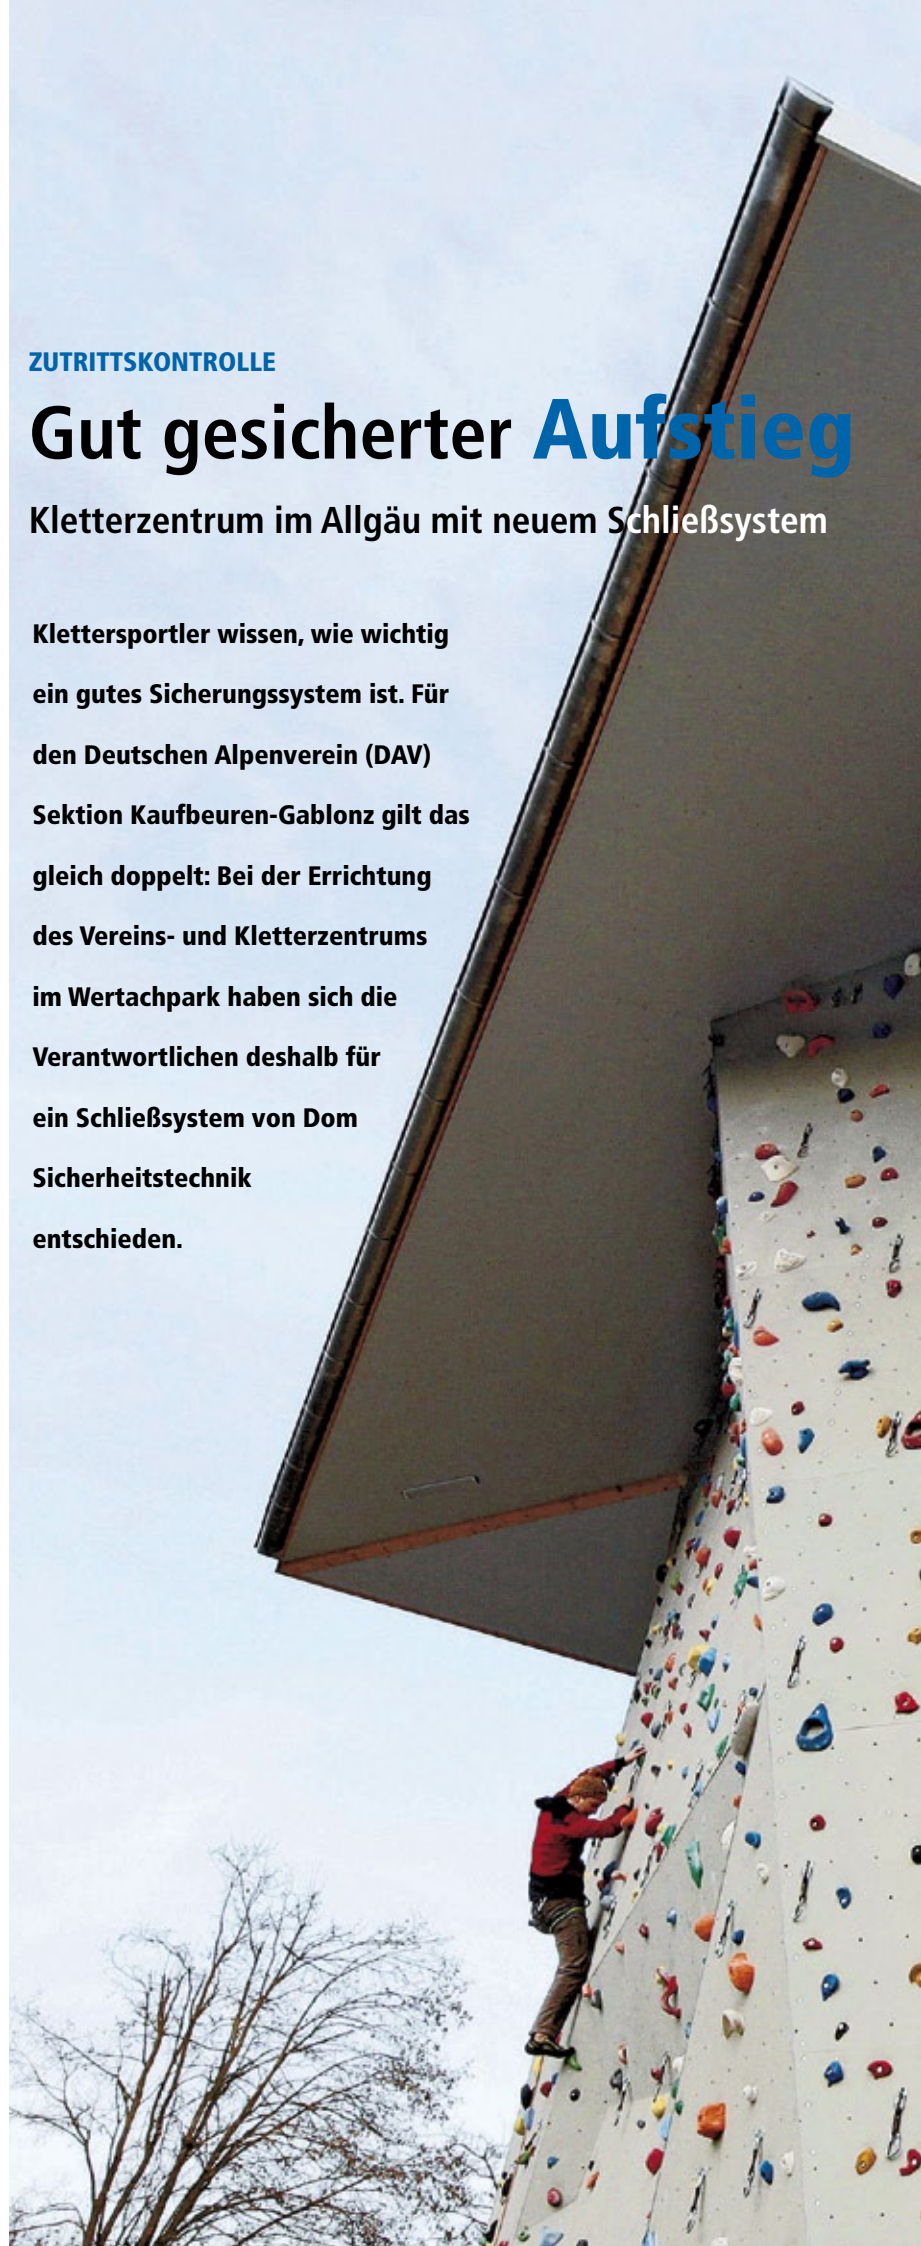 ZUTRITTSKONTROLLE
Gut gesicherter Aufstieg
Kletterzentrum im Allgäu mit neuem Schließsystem
Klettersportler wissen, wie wichtig
ein gutes Sicherungssystem ist. Für
den Deutschen Alpenverein (DAV)
Sektion Kaufbeuren-Gablonz gilt das
gleich doppelt: Bei der Errichtung
des Vereins- und Kletterzentrums
im Wertachpark haben sich die
Verantwortlichen deshalb für
ein Schließsystem von Dom
Sicherheitstechnik
entschieden.